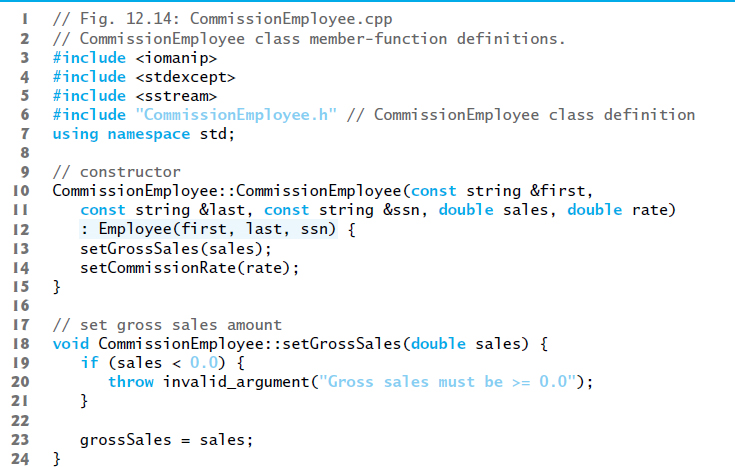 1 // Fig. 12.14: CommissionEmployee.cpp
2 // CommissionEmployee class member-function definitions.
3 #include <iomanip>
4 #include <stdexcept>
5 #include <sstream>
6 #include "CommissionEmployee.h" // CommissionEmployee class definition
7 using namespace std;
8
9 // constructor
10 CommissionEmployee::CommissionEmployee(const string &first,
11    const string &last, const string &ssn, double sales, double rate)
12    : Employee(first, last, ssn) {
13    setGrossSales(sales);
14    setCommissionRate(rate);
15 }
16
17 // set gross sales amount
18 void CommissionEmployee::setGrossSales(double sales) {
19    if (sales < 0.0) {
20       throw invalid_argument("Gross sales must be >= 0.0");
21    }
22
23    grossSales = sales;
24 }